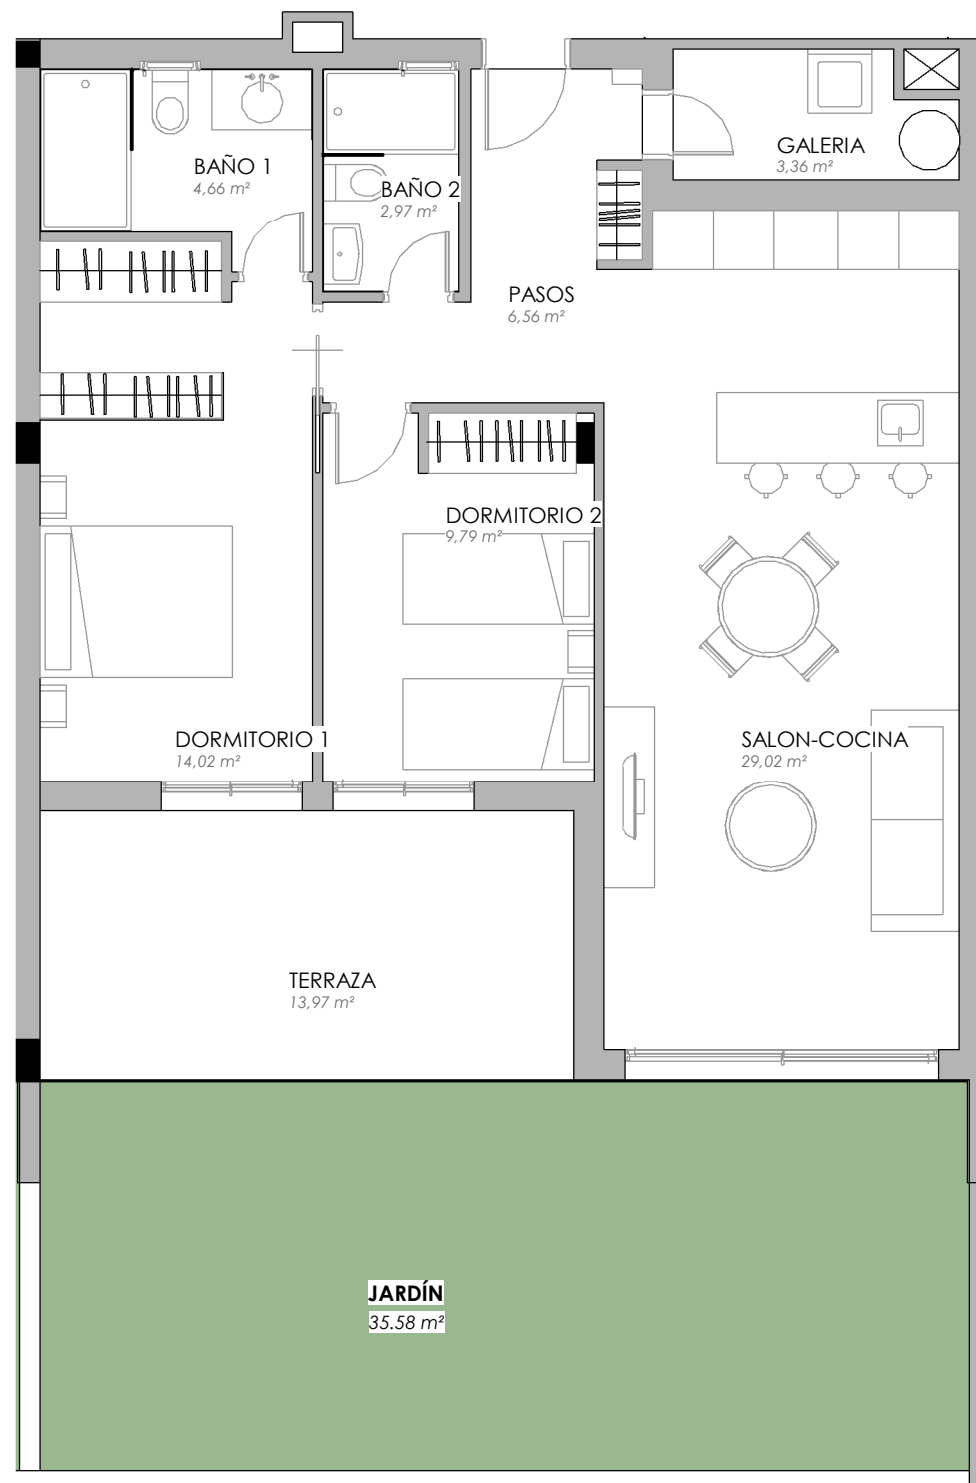 GALERIA
3,36 m²
BAÑO 1
4,66 m²
BAÑO 2
2,97 m²
PASOS
6,56 m²
DORMITORIO 2
9,79 m²
DORMITORIO 1
14,02 m²
SALON-COCINA
29,02 m²
TERRAZA
13,97 m²
JARDÍN
35.58 m²